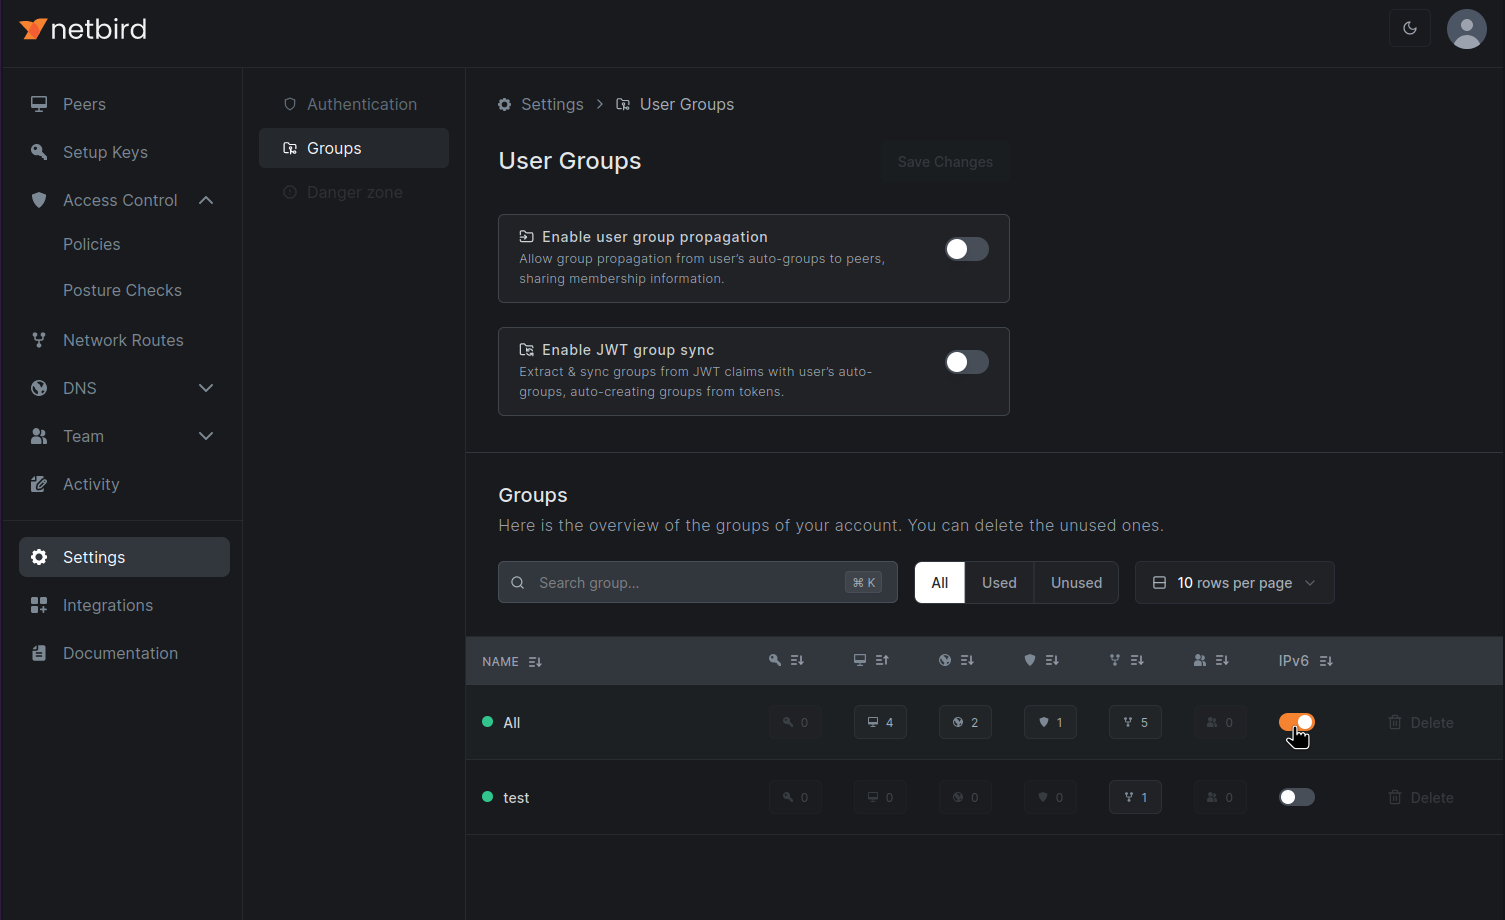 netbird
Peers
Setup Keys
Access Control
Policies
Posture Checks
Network Routes
DNS
Team
Activity
Settings
Integrations
Documentation
Authentication
Groups
Danger zone
Settings > User Groups
User Groups
Save Changes
Enable user group propagation
Allow group propagation from user's auto-groups to peers,
sharing membership information.
Enable JWT group sync
Extract & sync groups from JWT claims with user's auto-
groups, auto-creating groups from tokens.
Groups
Here is the overview of the groups of your account. You can delete the unused ones.
Search group... ⌘ K All Used Unused 10 rows per page
NAME IPv6
All 0 4 2 1 5 0 Delete
test 0 0 0 0 1 0 Delete